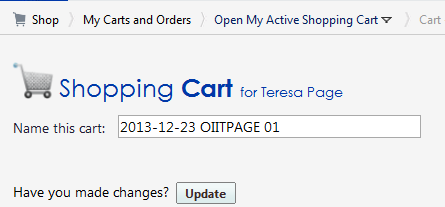 Shop > My Carts and Orders > Open My Active Shopping Cart > Cart
Shopping Cart for Teresa Page
Name this cart: 2013-12-23 OIITPAGE 01
Have you made changes? Update